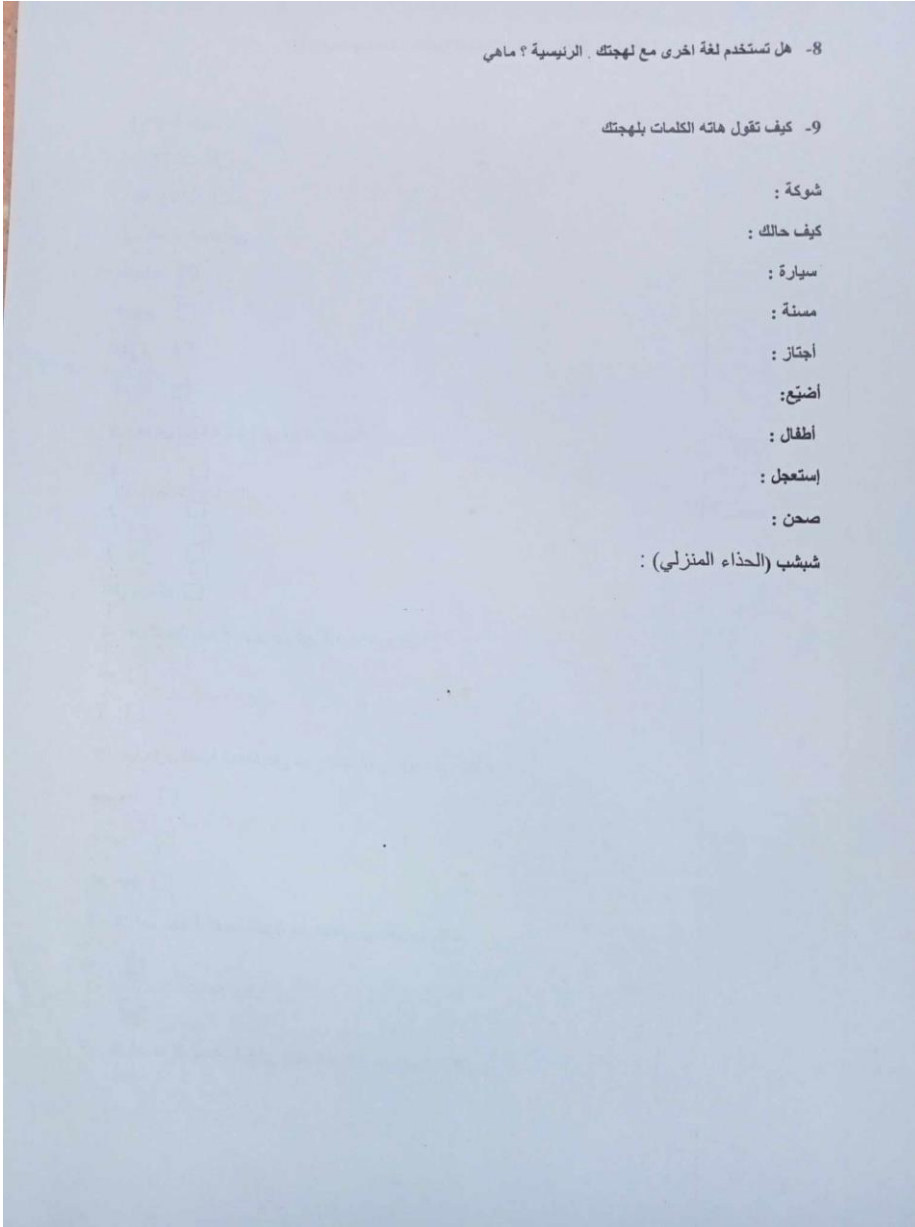 8- هل تستخدم لغة اخرى مع لهجتك . الرئيسية ؟ ماهي
9- كيف تقول هاته الكلمات بلهجتك
شوكة :
كيف حالك :
سيارة :
مسنة :
أجتاز :
أضيّع:
أطفال :
إستعجل :
صحن :
شبشب (الحذاء المنزلي) :